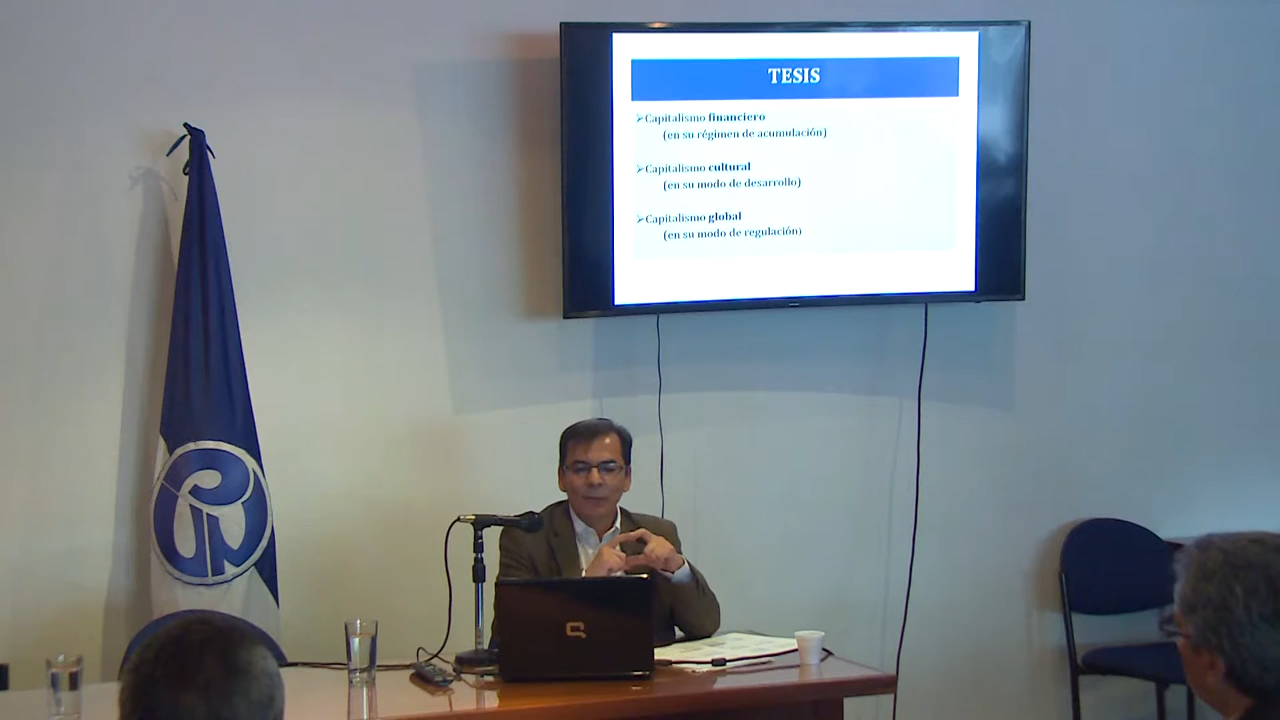 TESIS
➢Capitalismo financiero
(en su régimen de acumulación)
➢Capitalismo cultural
(en su modo de desarrollo)
➢Capitalismo global
(en su modo de regulación)